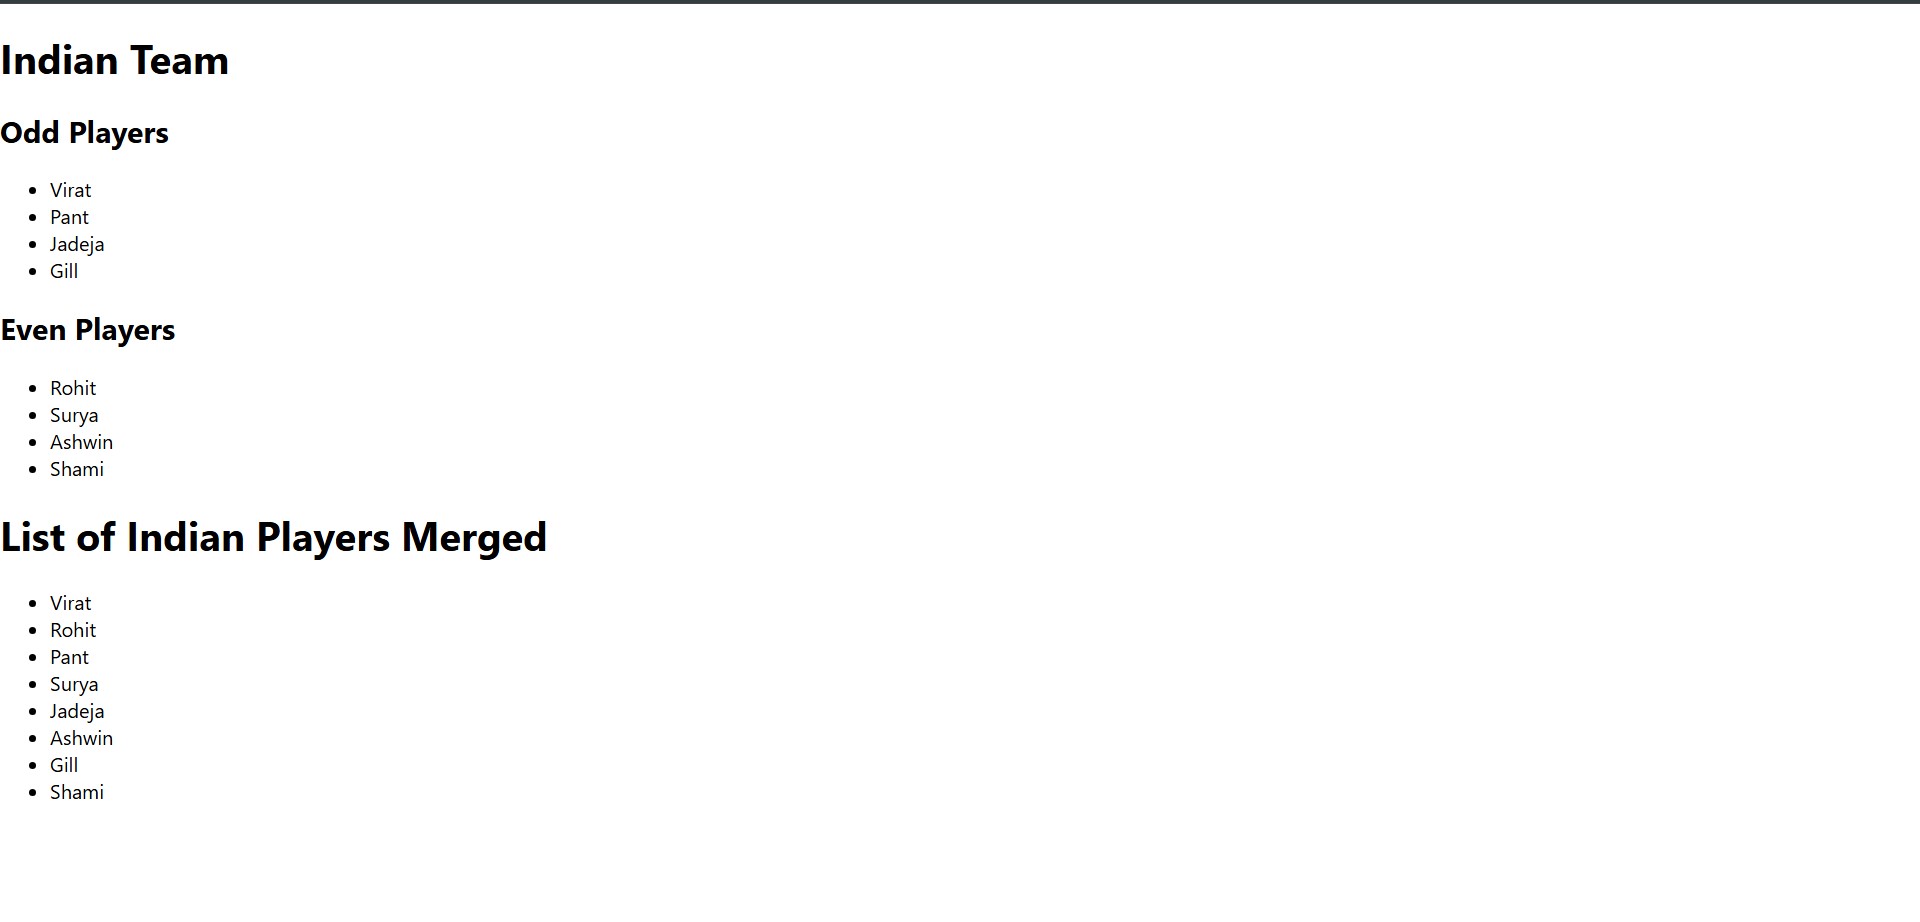 Indian Team
Odd Players
Virat
Pant
Jadeja
Gill
Even Players
Rohit
Surya
Ashwin
Shami
List of Indian Players Merged
Virat
Rohit
Pant
Surya
Jadeja
Ashwin
Gill
Shami